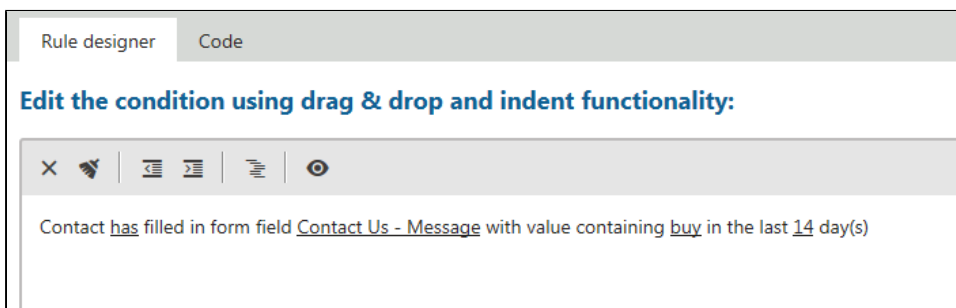 Rule designer Code
Edit the condition using drag & drop and indent functionality:
Contact has filled in form field Contact Us - Message with value containing buy in the last 14 day(s)